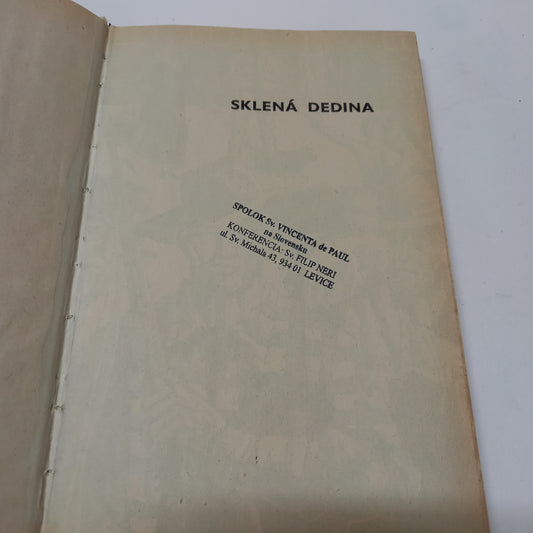 SKLENÁ DEDINA
SPOLOK Sv. VINCENTA de PAUL
na Slovensku
KONFERENCIA: Sv. FILIP NERI
ul. Sv. Michala 43, 934 01 LEVICE